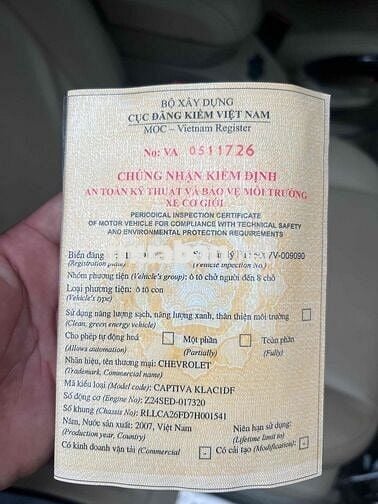 BỘ XÂY DỰNG
CỤC ĐĂNG KIỂM VIỆT NAM
MOC – Vietnam Register
No: VA 0511726
CHỨNG NHẬN KIỂM ĐỊNH
AN TOÀN KỸ THUẬT VÀ BẢO VỆ MÔI TRƯỜNG
XE CƠ GIỚI
PERIODICAL INSPECTION CERTIFICATE
OF MOTOR VEHICLE FOR COMPLIANCE WITH TECHNICAL SAFETY
AND ENVIRONMENTAL PROTECTION REQUIREMENTS
Biển đăng V-009090
(Registration (Vehicle inpection No.)
Nhóm phương tiện (Vehicle's group): ô tô chở người đến 8 chỗ
Loại phương tiện: ô tô con
(Vehicle's type)
Sử dụng năng lượng sạch, năng lượng xanh, thân thiện môi trường
(Clean, green energy vehicle)
Cho phép tự động hoá Một phần Toàn phần
(Allows automation) (Partially) (Fully)
Nhãn hiệu, tên thương mại: CHEVROLET
(Trademark, Commercial name)
Mã kiểu loại (Model code): CAPTIVA KLAC1DF
Số động cơ (Engine No): Z24SED-017320
Số khung (Chassis No): RLLCA26FD7H001541
Năm, Nước sản xuất: 2007, Việt Nam Niên hạn sử dụng:
(Production year, Country) (Lifetime limit to)
Có kinh doanh vận tải (Commercial - Có cải tạo (Modification): -